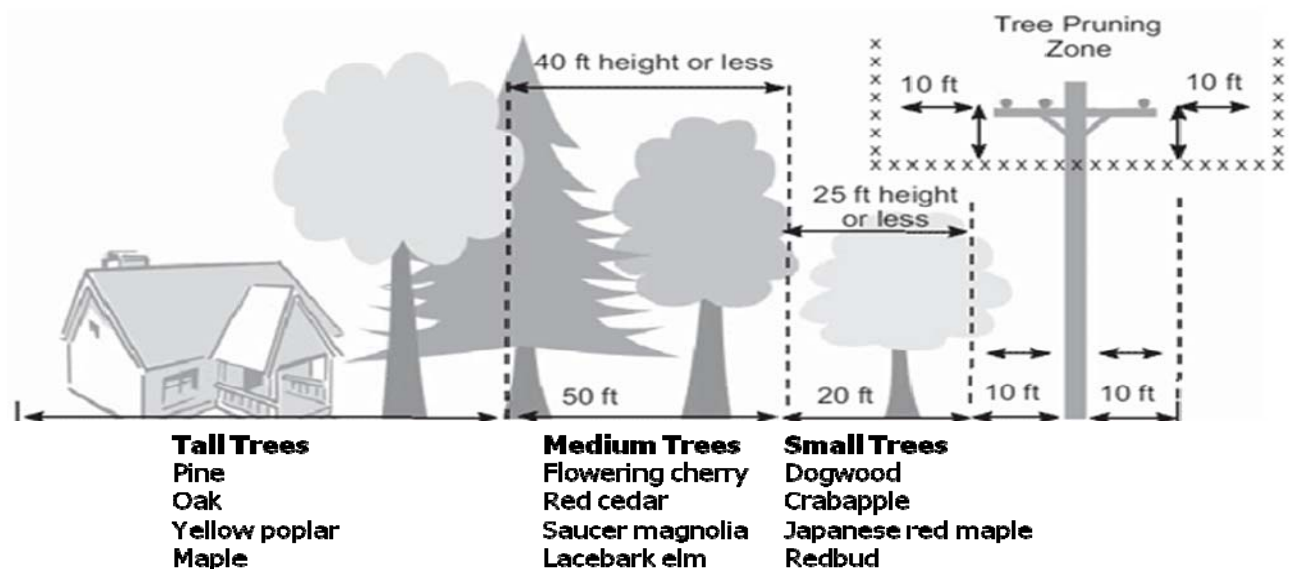 Tree Pruning
Zone
40 ft height or less
10 ft
10 ft
25 ft height
or less
50 ft
20 ft
10 ft
10 ft
Tall Trees
Pine
Oak
Yellow poplar
Maple
Medium Trees
Flowering cherry
Red cedar
Saucer magnolia
Lacebark elm
Small Trees
Dogwood
Crabapple
Japanese red maple
Redbud